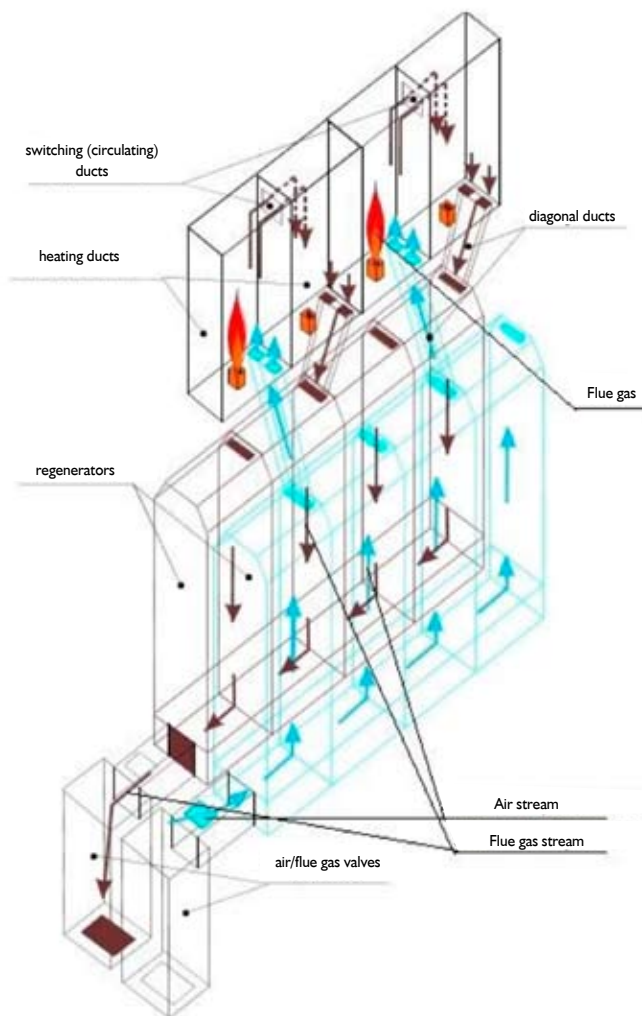 switching (circulating)
ducts
heating ducts
diagonal ducts
Flue gas
regenerators
Air stream
Flue gas stream
air/flue gas valves